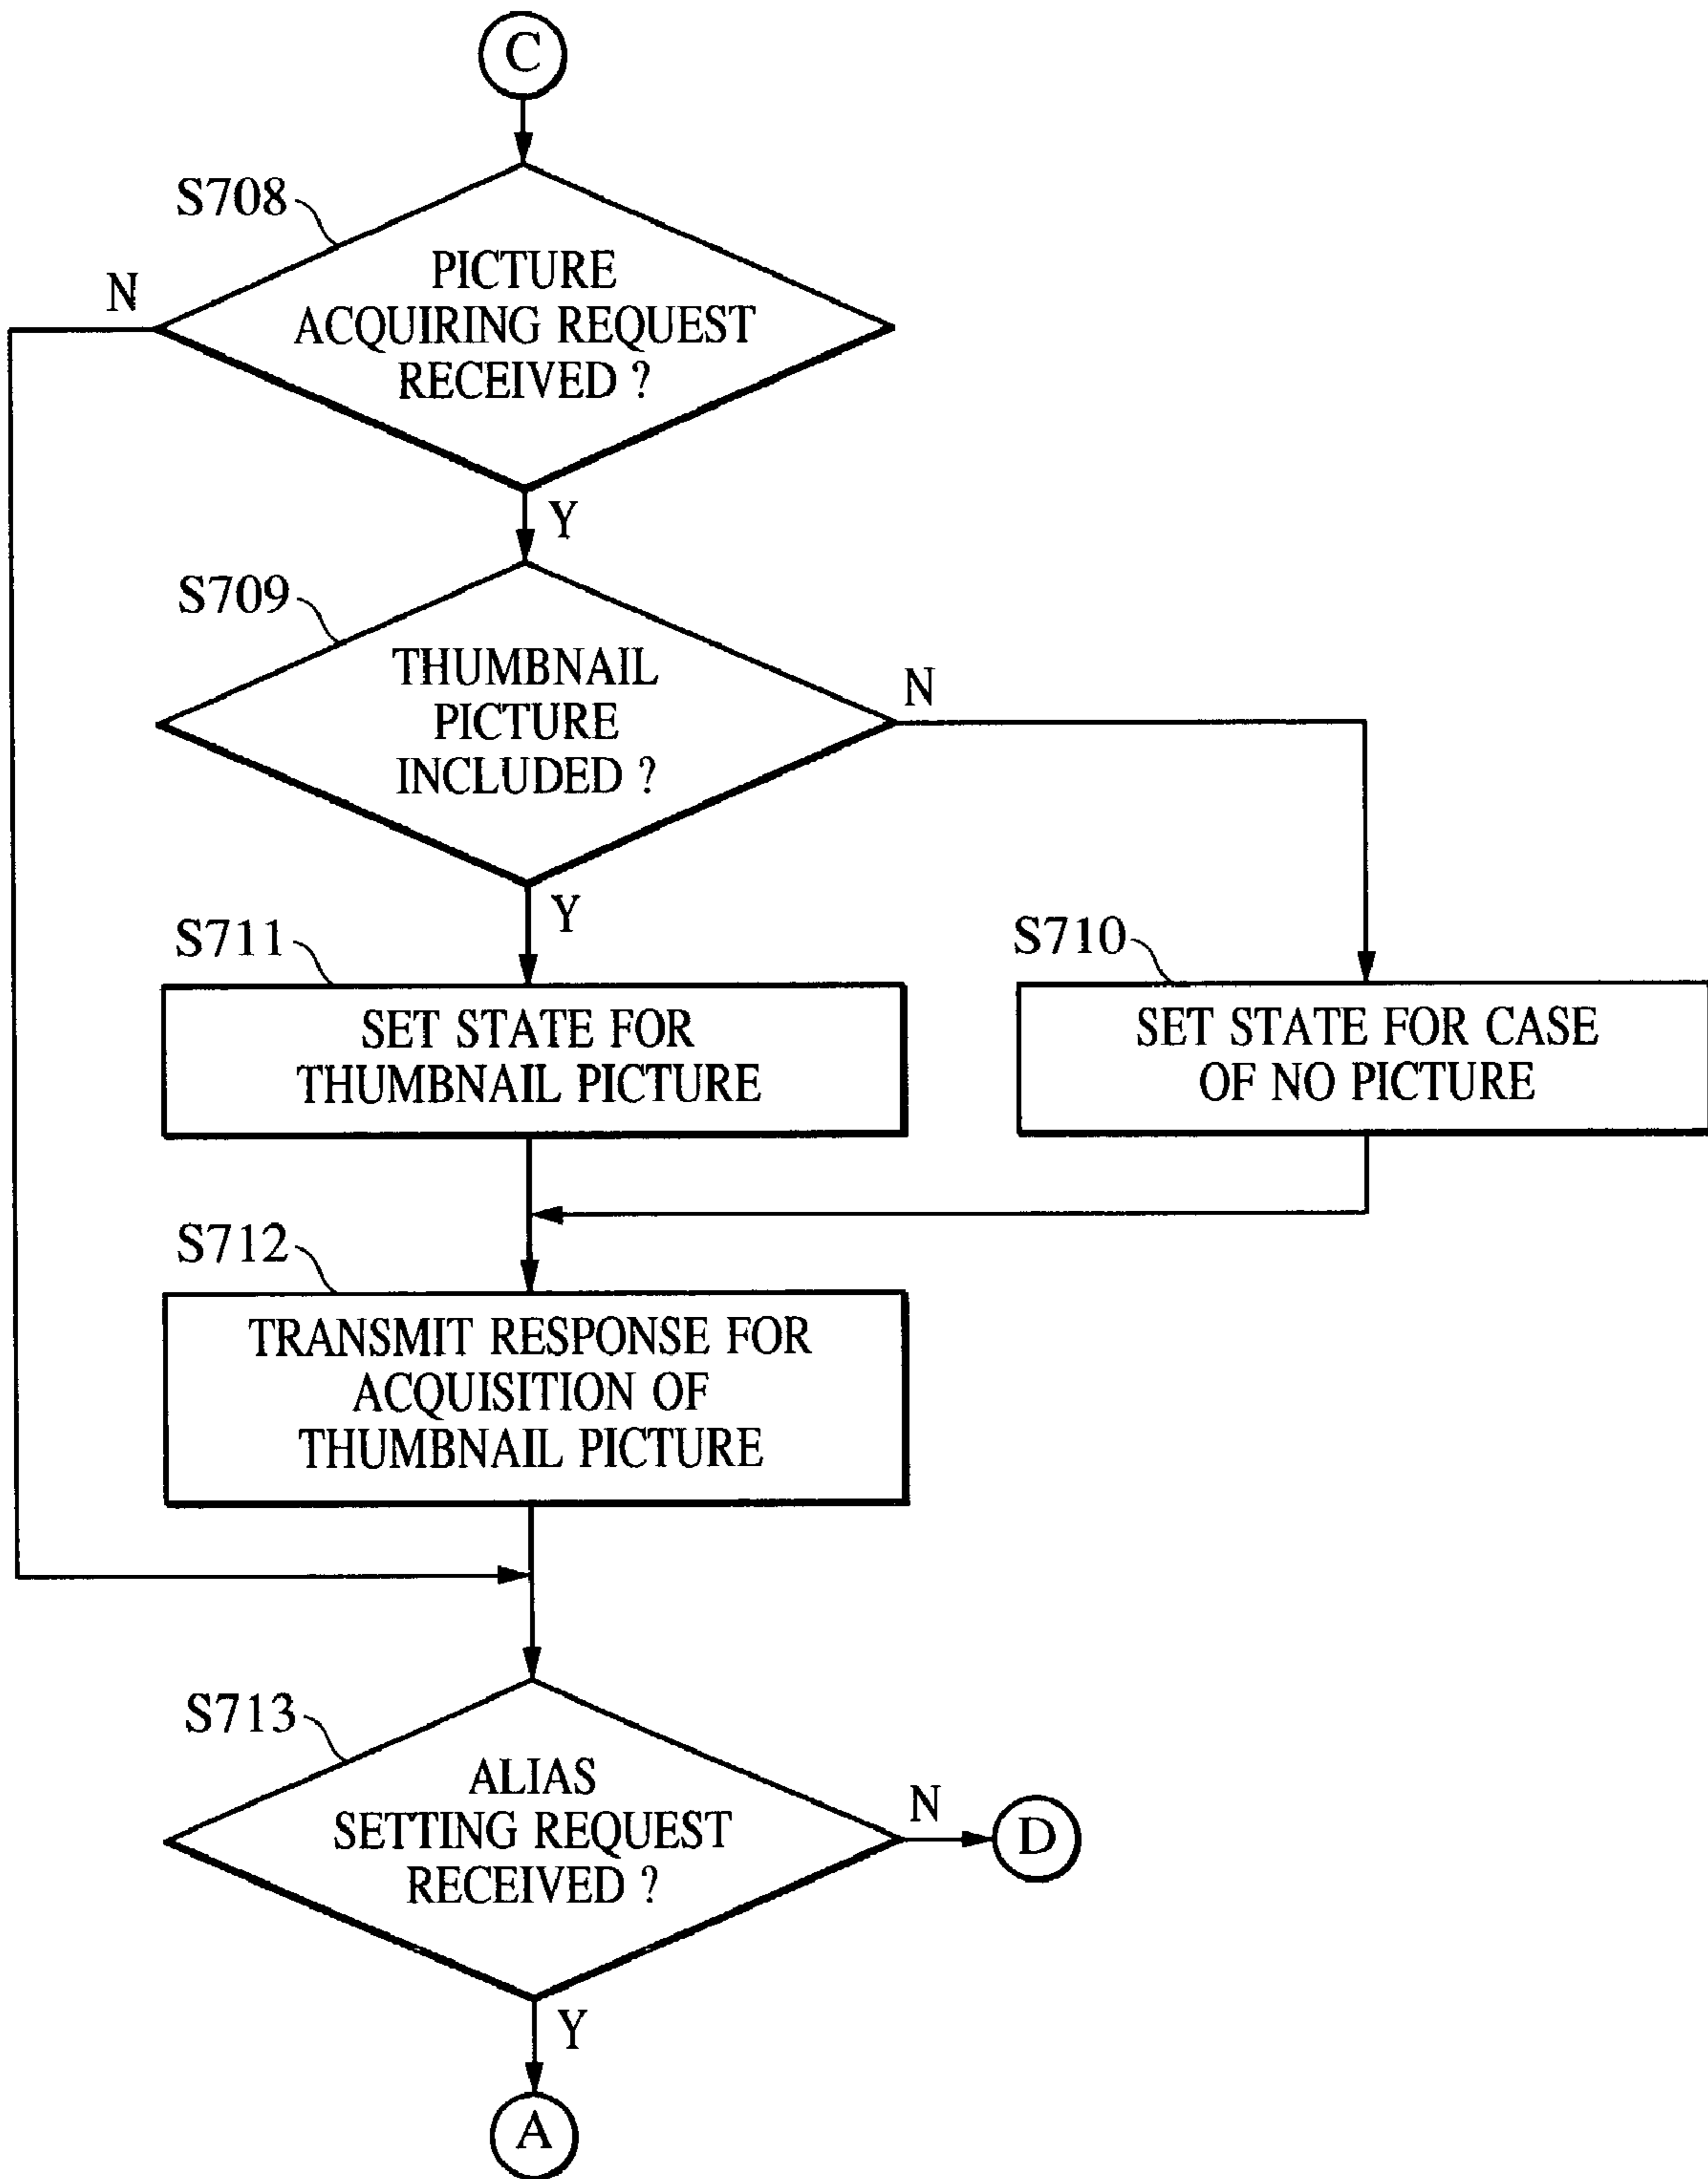 C
S708
N
PICTURE
ACQUIRING REQUEST
RECEIVED ?
Y
S709
THUMBNAIL
PICTURE
INCLUDED ?
N
Y
S711
SET STATE FOR
THUMBNAIL PICTURE
S710
SET STATE FOR CASE
OF NO PICTURE
S712
TRANSMIT RESPONSE FOR
ACQUISITION OF
THUMBNAIL PICTURE
S713
ALIAS
SETTING REQUEST
RECEIVED ?
N
D
Y
A